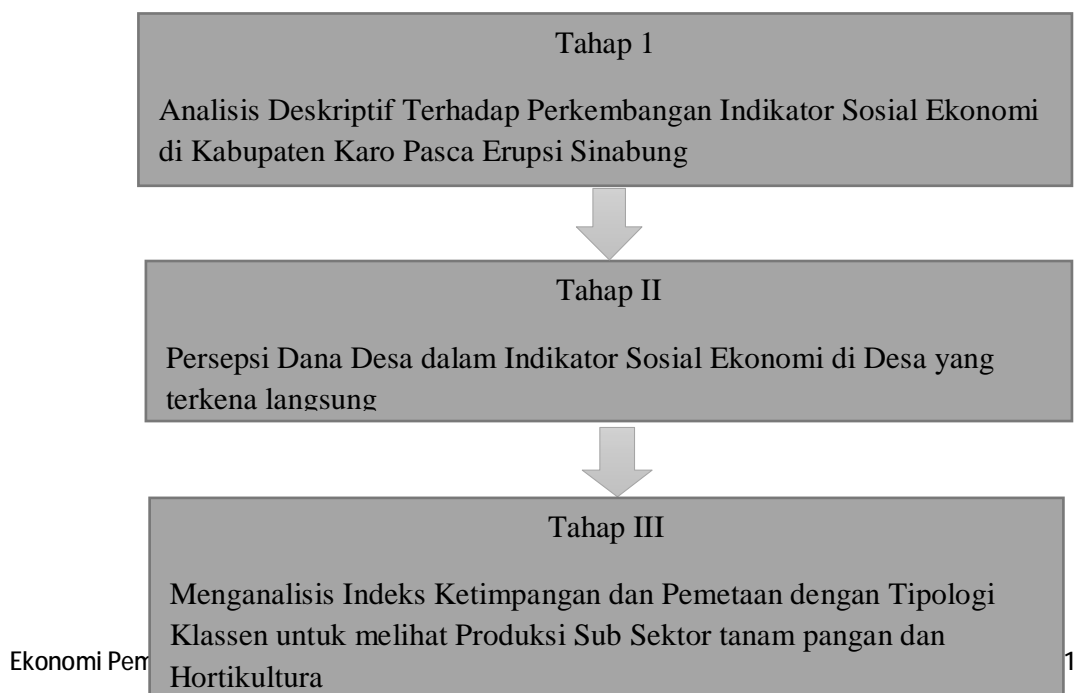 Tahap 1
Analisis Deskriptif Terhadap Perkembangan Indikator Sosial Ekonomi
di Kabupaten Karo Pasca Erupsi Sinabung
Tahap II
Persepsi Dana Desa dalam Indikator Sosial Ekonomi di Desa yang
terkena langsung
Tahap III
Menganalisis Indeks Ketimpangan dan Pemetaan dengan Tipologi
Klassen untuk melihat Produksi Sub Sektor tanam pangan dan
Hortikultura
Ekonomi 1